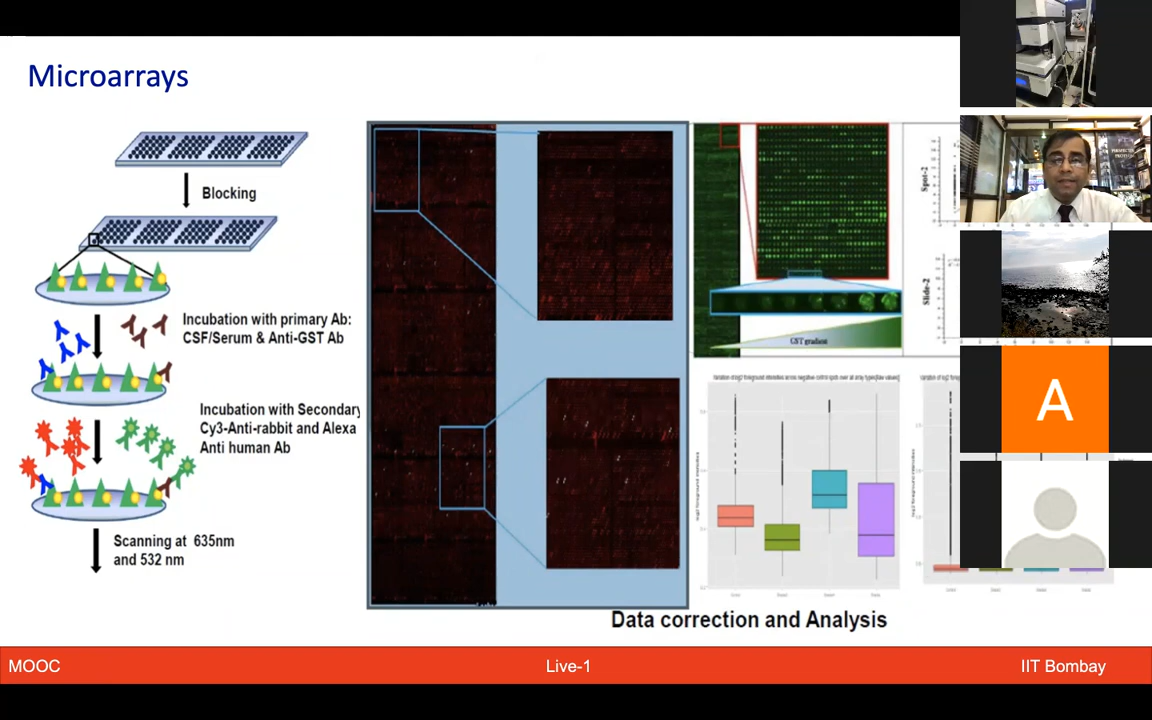 Microarrays
Blocking
Incubation with primary Ab:
CSF/Serum & Anti-GST Ab
Incubation with Secondary
Cy3-Anti-rabbit and Alexa
Anti human Ab
Scanning at 635nm
and 532 nm
GST gradient
Spot-2
Slide-2
Data correction and Analysis
A
MOOC
Live-1
IIT Bombay